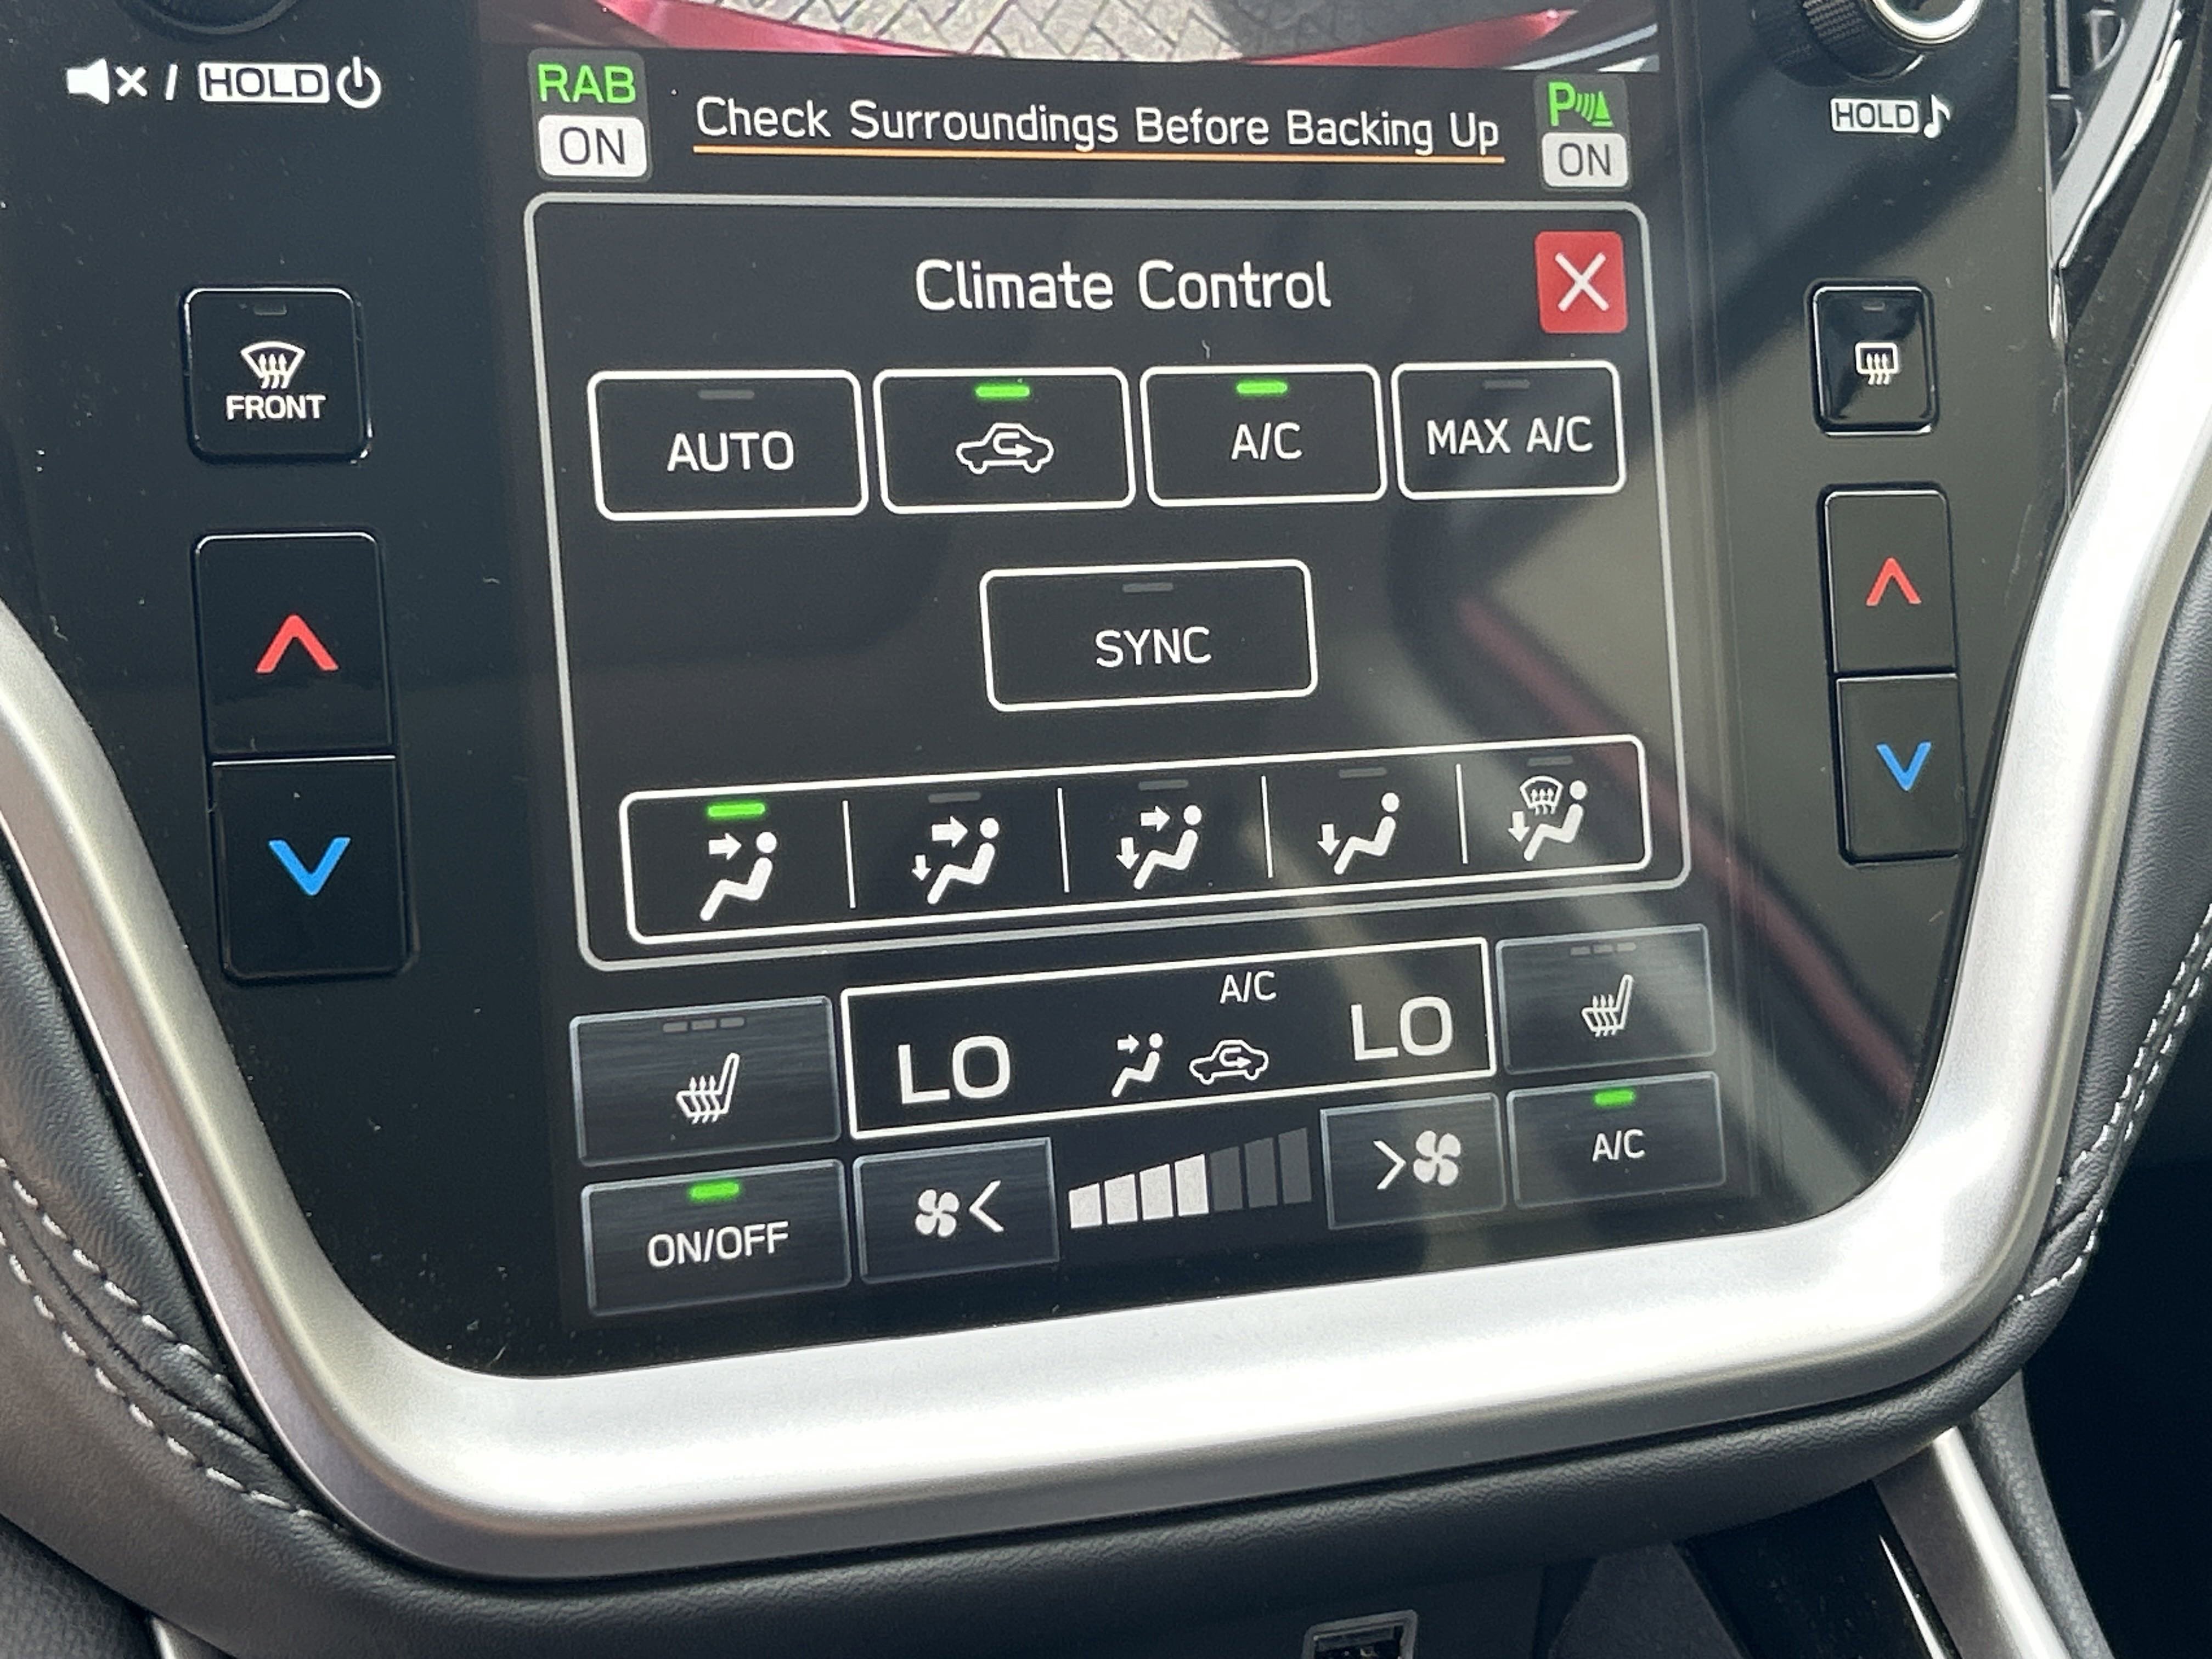 HOLD
RAB
ON
Check Surroundings Before Backing Up
P
ON
HOLD
Climate Control
FRONT
AUTO
A/C
MAX A/C
SYNC
A/C
LO
LO
ON/OFF
A/C